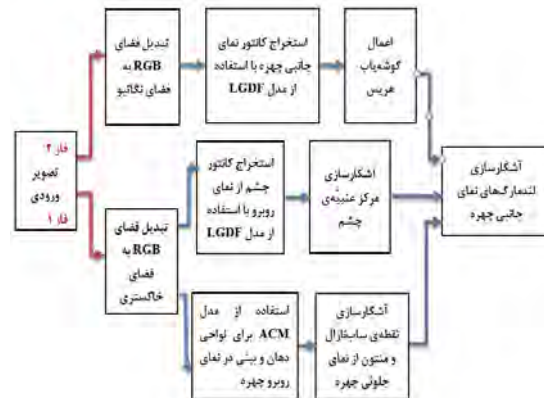 فاز ۲
تصویر
ورودی
فاز ۱
تبدیل فضای
RGB به
فضای نگاتیو
استخراج کانتور نمای
جانبی چهره با استفاده
از مدل LGDF
اعمال
گوشه‌یاب
هریس
تبدیل فضای
RGB به
فضای
خاکستری
استخراج کانتور
چشم از نمای
روبرو با استفاده
از مدل LGDF
آشکارسازی
مرکز عنبیه‌ی
چشم
استفاده از مدل
ACM برای نواحی
دهان و بینی در نمای
روبرو چهره
آشکارسازی
نقطه‌ی ساب‌نازال
و منتون از نمای
جلوئی چهره
آشکارسازی
لندمارک‌های نمای
جانبی چهره